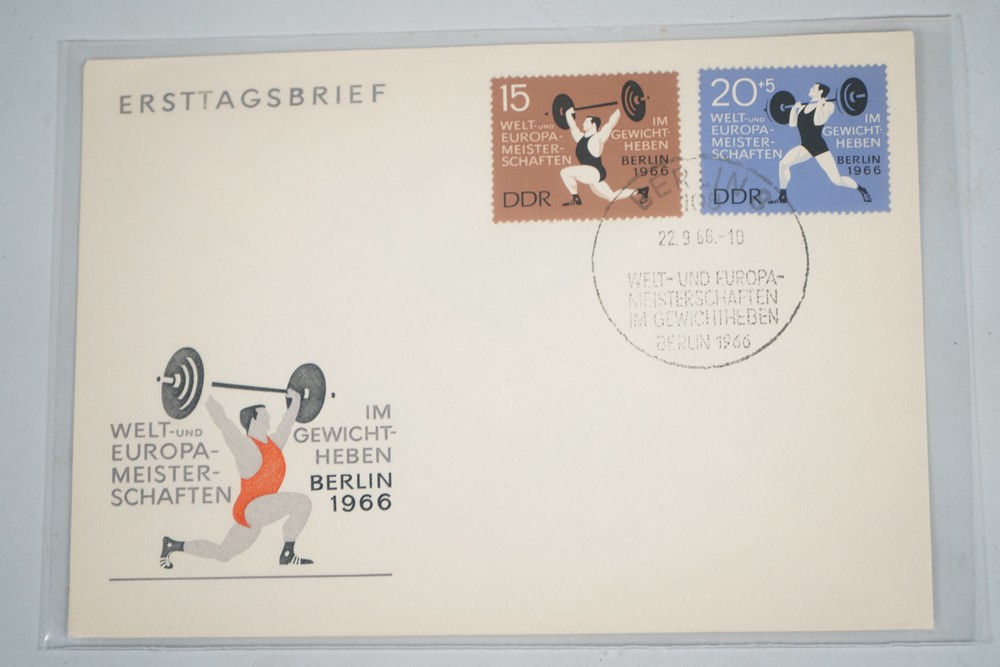 ERSTTAGSBRIEF
15
WELT-UND
EUROPA-
MEISTER-
SCHAFTEN
IM
GEWICHT-
HEBEN
BERLIN
1966
DDR
20+5
WELT-UND
EUROPA-
MEISTER-
SCHAFTEN
IM
GEWICHT-
HEBEN
BERLIN
1966
DDR
BERLIN 8
22.9.66.-10
WELT- UND EUROPA-
MEISTERSCHAFTEN
IM GEWICHTHEBEN
BERLIN 1966
WELT-UND
EUROPA-
MEISTER-
SCHAFTEN
IM
GEWICHT-
HEBEN
BERLIN
1966